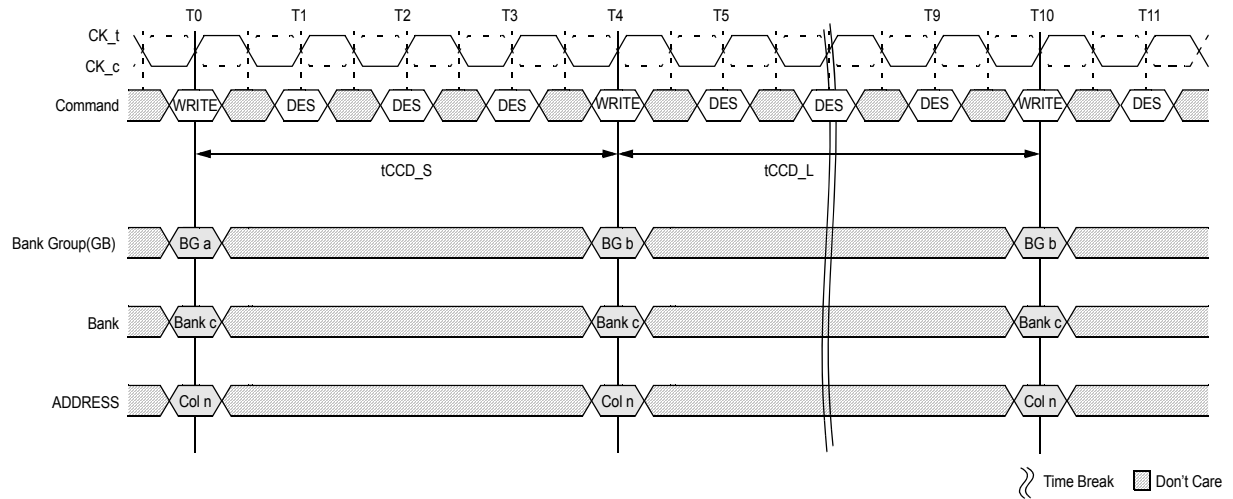 T0 T1 T2 T3 T4 T5 T9 T10 T11
CK_t
CK_c
Command WRITE DES DES DES WRITE DES DES DES WRITE DES
tCCD_S tCCD_L
Bank Group(GB) BG a BG b BG b
Bank Bank c Bank c Bank c
ADDRESS Col n Col n Col n
Time Break Don't Care